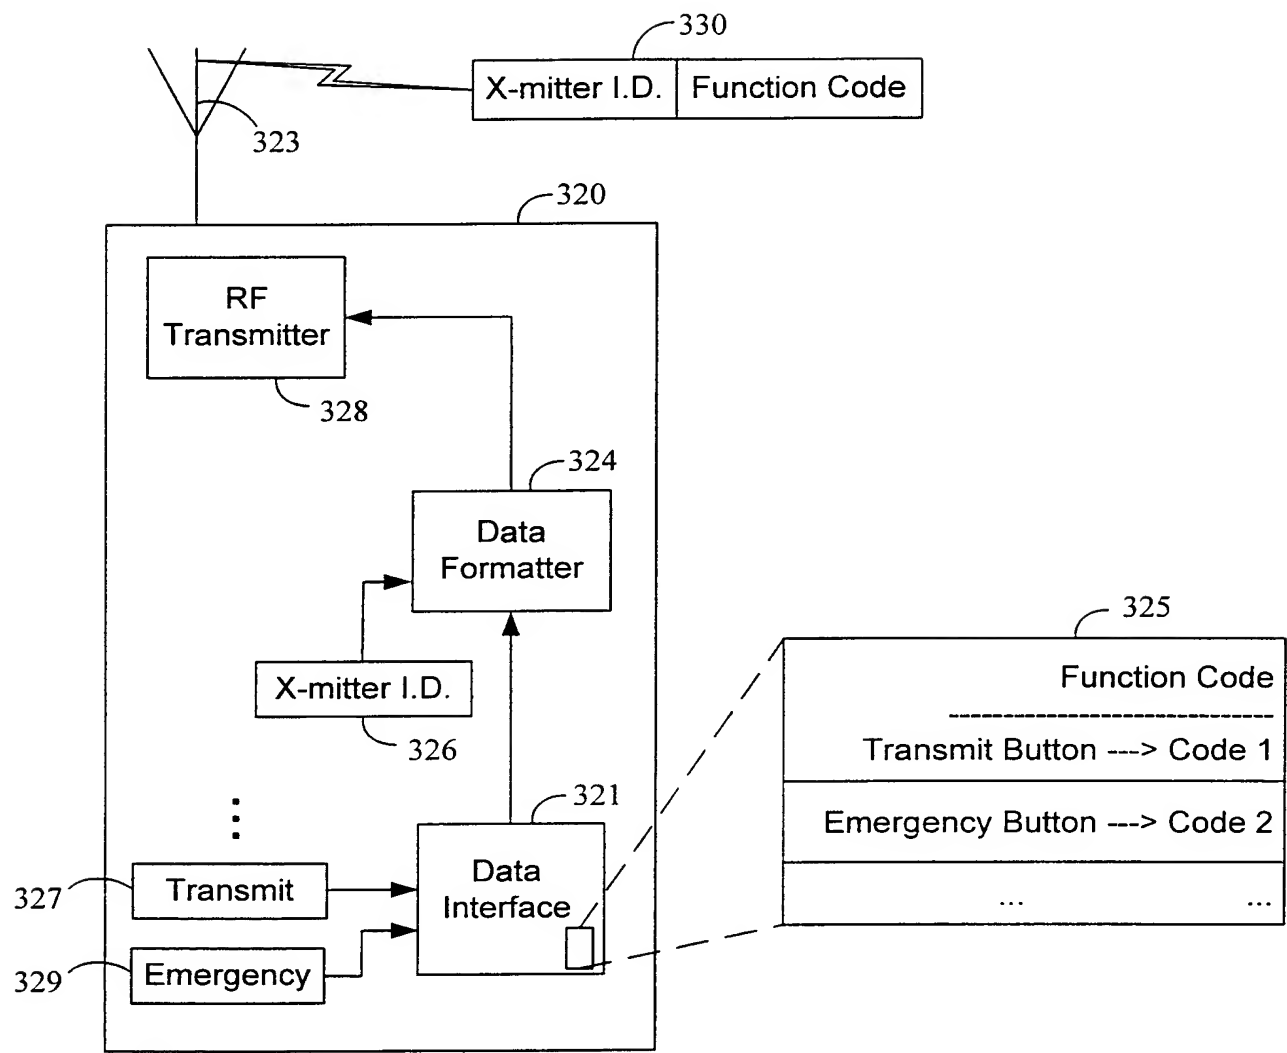 330
X-mitter I.D. Function Code
323
320
RF
Transmitter
328
324
Data
Formatter
325
Function Code
X-mitter I.D.
326
Transmit Button ---> Code 1
321
Emergency Button ---> Code 2
Data
Interface
327 Transmit
... ...
329 Emergency